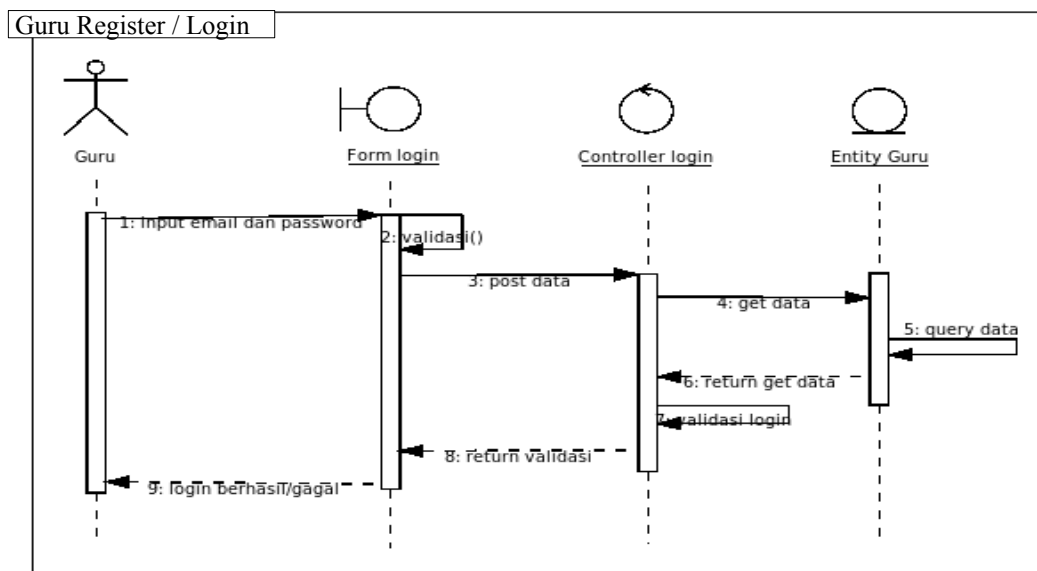 Guru Register / Login
Guru
Form login
Controller login
Entity Guru
1: input email dan password
2: validasi()
3: post data
4: get data
5: query data
6: return get data
7: validasi login
8: return validasi
9: login berhasil/gagal